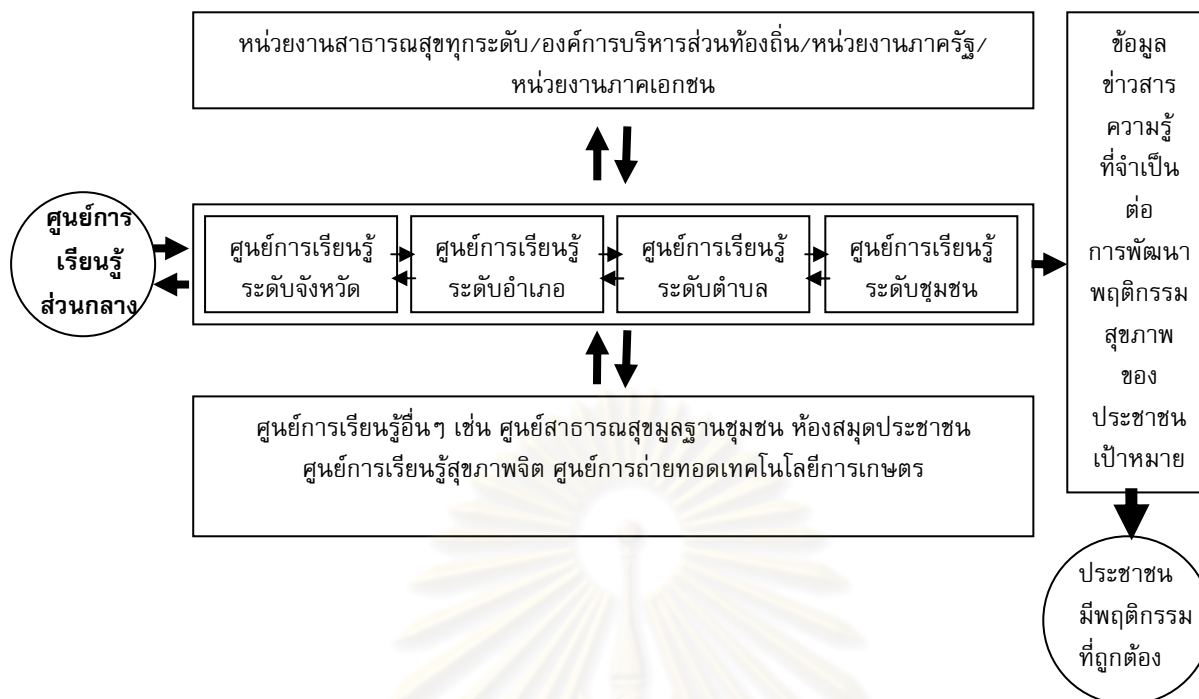 หน่วยงานสาธารณสุขทุกระดับ/องค์การบริหารส่วนท้องถิ่น/หน่วยงานภาครัฐ/
หน่วยงานภาคเอกชน
ศูนย์การ
เรียนรู้
ส่วนกลาง
ศูนย์การเรียนรู้
ระดับจังหวัด
ศูนย์การเรียนรู้
ระดับอำเภอ
ศูนย์การเรียนรู้
ระดับตำบล
ศูนย์การเรียนรู้
ระดับชุมชน
ศูนย์การเรียนรู้อื่นๆ เช่น ศูนย์สาธารณสุขมูลฐานชุมชน ห้องสมุดประชาชน
ศูนย์การเรียนรู้สุขภาพจิต ศูนย์การถ่ายทอดเทคโนโลยีการเกษตร
ข้อมูล
ข่าวสาร
ความรู้
ที่จำเป็น
ต่อ
การพัฒนา
พฤติกรรม
สุขภาพ
ของ
ประชาชน
เป้าหมาย
ประชาชน
มีพฤติกรรม
ที่ถูกต้อง